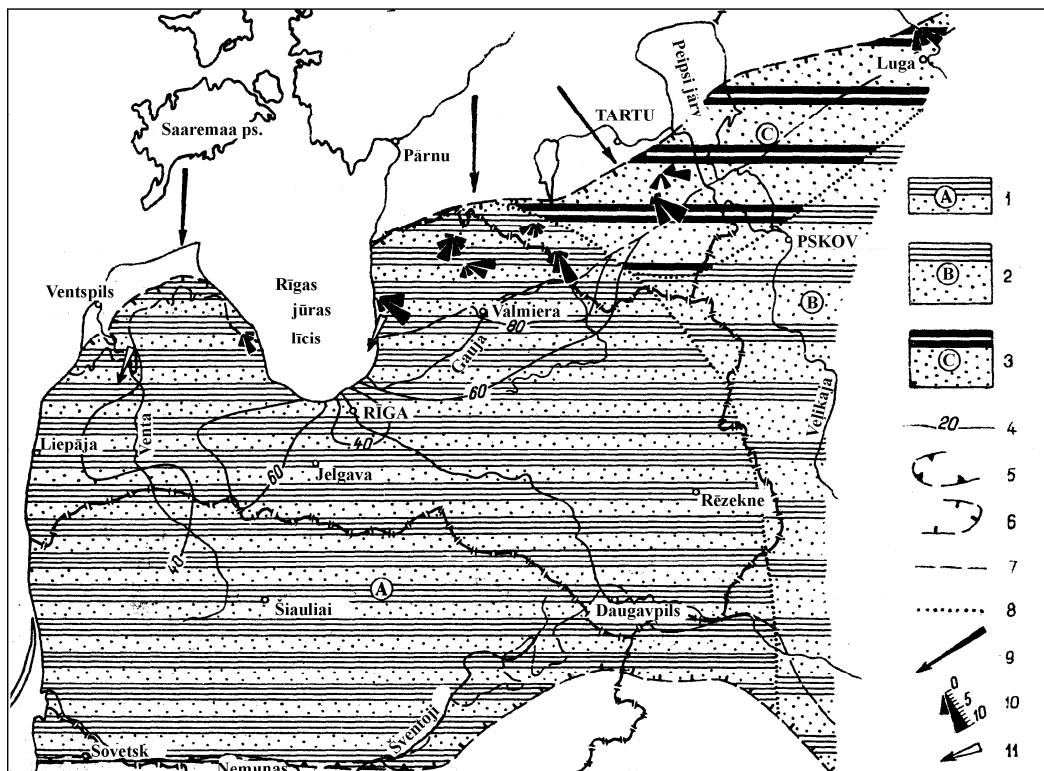 Luga
Peipsi järv
TARTU
C
Saaremaa ps.
Pärnu
PSKOV
Ventspils
Rīgas
jūras
līcis
Valmiera
80
Gauja
B
60
Veļikaja
RĪGA
40
Liepāja
Venta
60
Jelgava
Rēzekne
40
A
Šiauliai
Daugavpils
Šventoji
Sovetsk
Nemunas
A 1
B 2
C 3
20 4
5
6
7
8
9
0 5 10 10
11